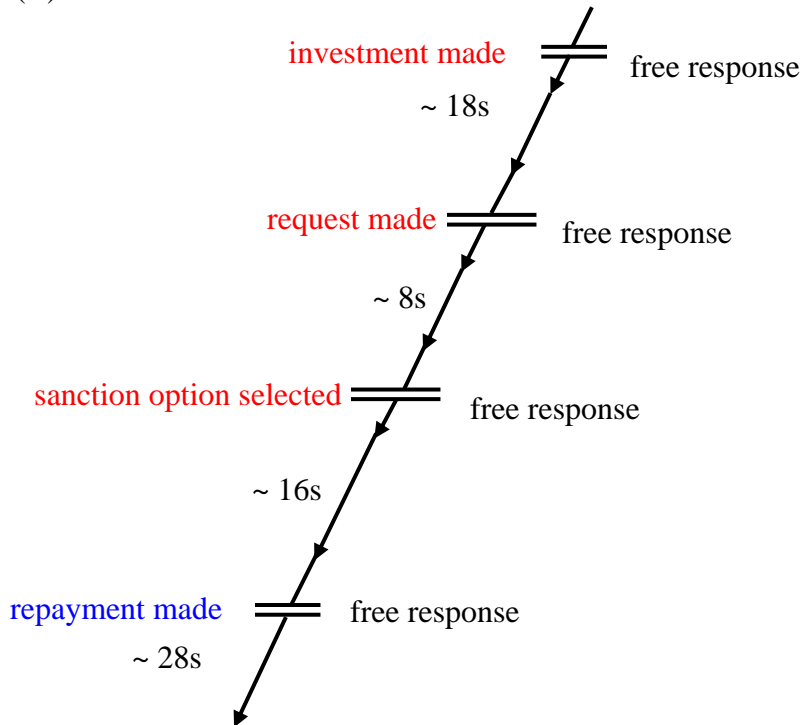 investment made
free response
~ 18s
request made
free response
~ 8s
sanction option selected
free response
~ 16s
repayment made
free response
~ 28s